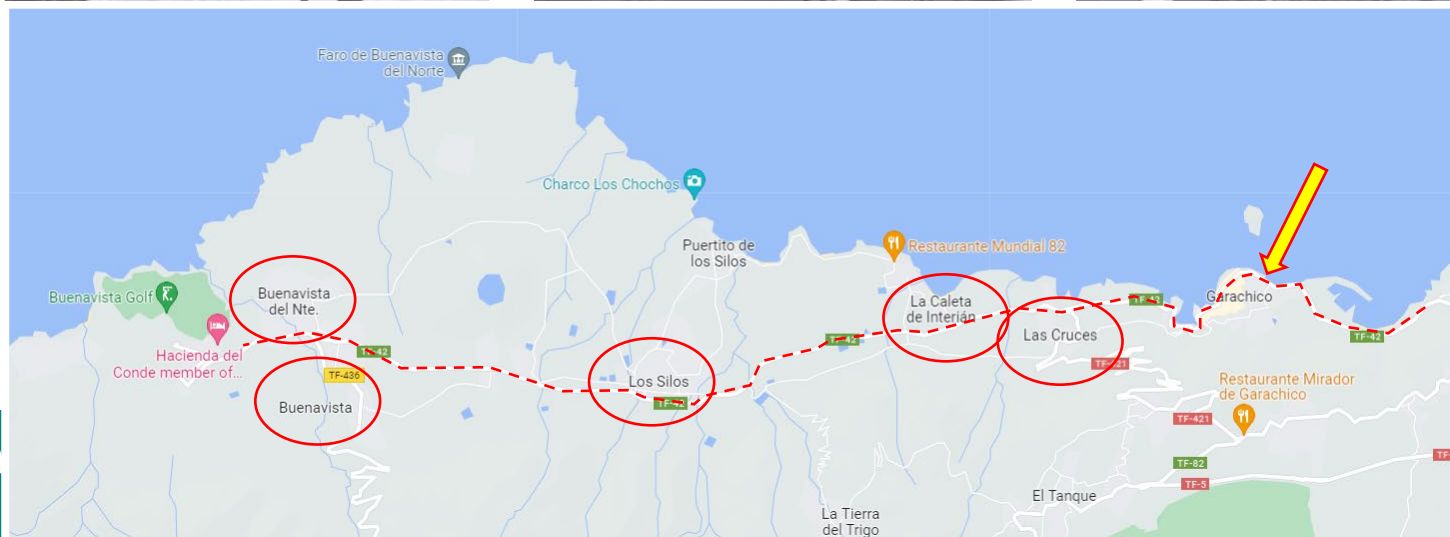 Faro de Buenavista
del Norte
Charco Los Chochos
Puertito de
los Silos
Restaurante Mundial 82
Buenavista Golf
Buenavista
del Nte.
La Caleta
de Interián
Garachico
TF-42
Las Cruces
TF-42
TF-42
Hacienda del
Conde member of...
TF-42
TF-436
Los Silos
TF-42
Buenavista
Restaurante Mirador
de Garachico
TF-421
TF-82
TF-5
El Tanque
La Tierra
del Trigo